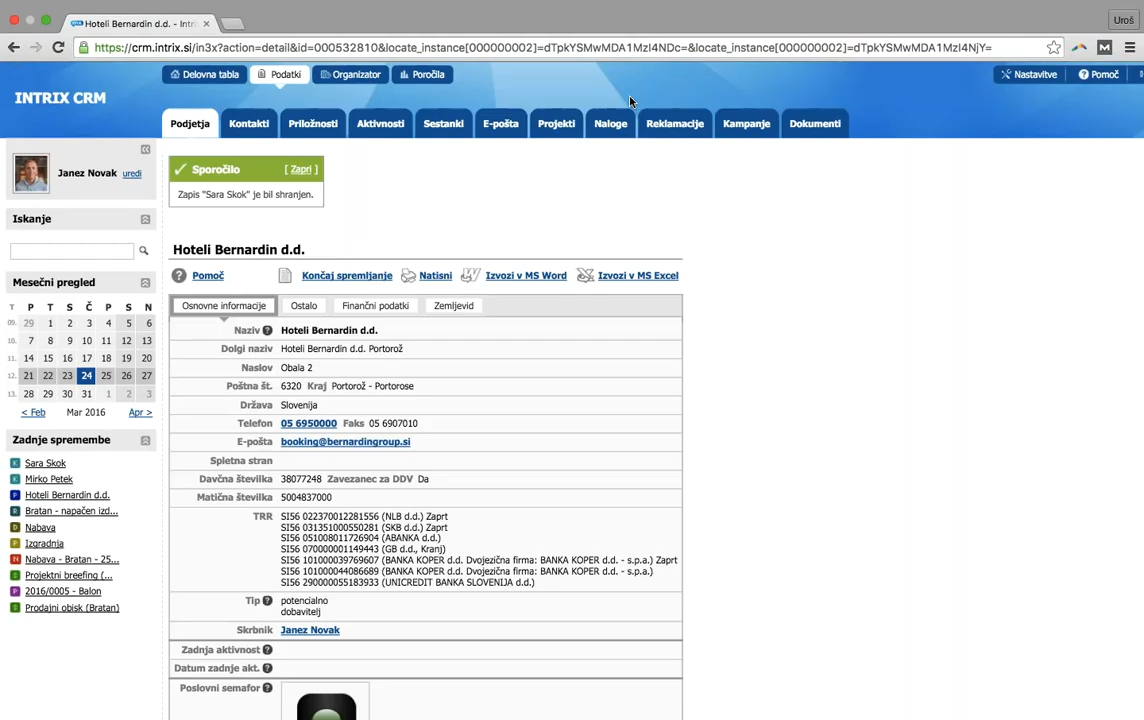 Hoteli Bernardin d.d. - Intri
Uroš
https://crm.intrix.si/in3x?action=detail&id=000532810&locate_instance[000000002]=dTpkYSMwMDA1MzI4NDc=&locate_instance[000000002]=dTpkYSMwMDA1MzI4NjY=
Delovna tabla Podatki Organizator Poročila Nastavitve Pomoč
INTRIX CRM
Podjetja Kontakti Priložnosti Aktivnosti Sestanki E-pošta Projekti Naloge Reklamacije Kampanje Dokumenti
Janez Novak uredi
Sporočilo [ Zapri ]
Zapis "Sara Skok" je bil shranjen.
Iskanje
Mesečni pregled
T P T S Č P S N
09. 29 1 2 3 4 5 6
10. 7 8 9 10 11 12 13
11. 14 15 16 17 18 19 20
12. 21 22 23 24 25 26 27
13. 28 29 30 31 1 2 3
< Feb Mar 2016 Apr >
Zadnje spremembe
K Sara Skok
K Mirko Petek
P Hoteli Bernardin d.d.
R Bratan - napačen izd...
D Nabava
P Izgradnja
N Nabava - Bratan - 25...
S Projektni breefing (...
P 2016/0005 - Balon
S Prodajni obisk (Bratan)
Hoteli Bernardin d.d.
Pomoč Končaj spremljanje Natisni Izvozi v MS Word Izvozi v MS Excel
Osnovne informacije Ostalo Finančni podatki Zemljevid
Naziv Hoteli Bernardin d.d.
Dolgi naziv Hoteli Bernardin d.d. Portorož
Naslov Obala 2
Poštna št. 6320 Kraj Portorož - Portorose
Država Slovenija
Telefon 05 6950000 Faks 05 6907010
E-pošta booking@bernardingroup.si
Spletna stran
Davčna številka 38077248 Zavezanec za DDV Da
Matična številka 5004837000
TRR SI56 022370012281556 (NLB d.d.) Zaprt
SI56 031351000550281 (SKB d.d.) Zaprt
SI56 051008011726904 (ABANKA d.d.)
SI56 070000001149443 (GB d.d., Kranj)
SI56 101000039769607 (BANKA KOPER d.d. Dvojezična firma: BANKA KOPER d.d. - s.p.a.) Zaprt
SI56 101000044086689 (BANKA KOPER d.d. Dvojezična firma: BANKA KOPER d.d. - s.p.a.)
SI56 290000055183933 (UNICREDIT BANKA SLOVENIJA d.d.)
Tip potencialno
dobavitelj
Skrbnik Janez Novak
Zadnja aktivnost
Datum zadnje akt.
Poslovni semafor